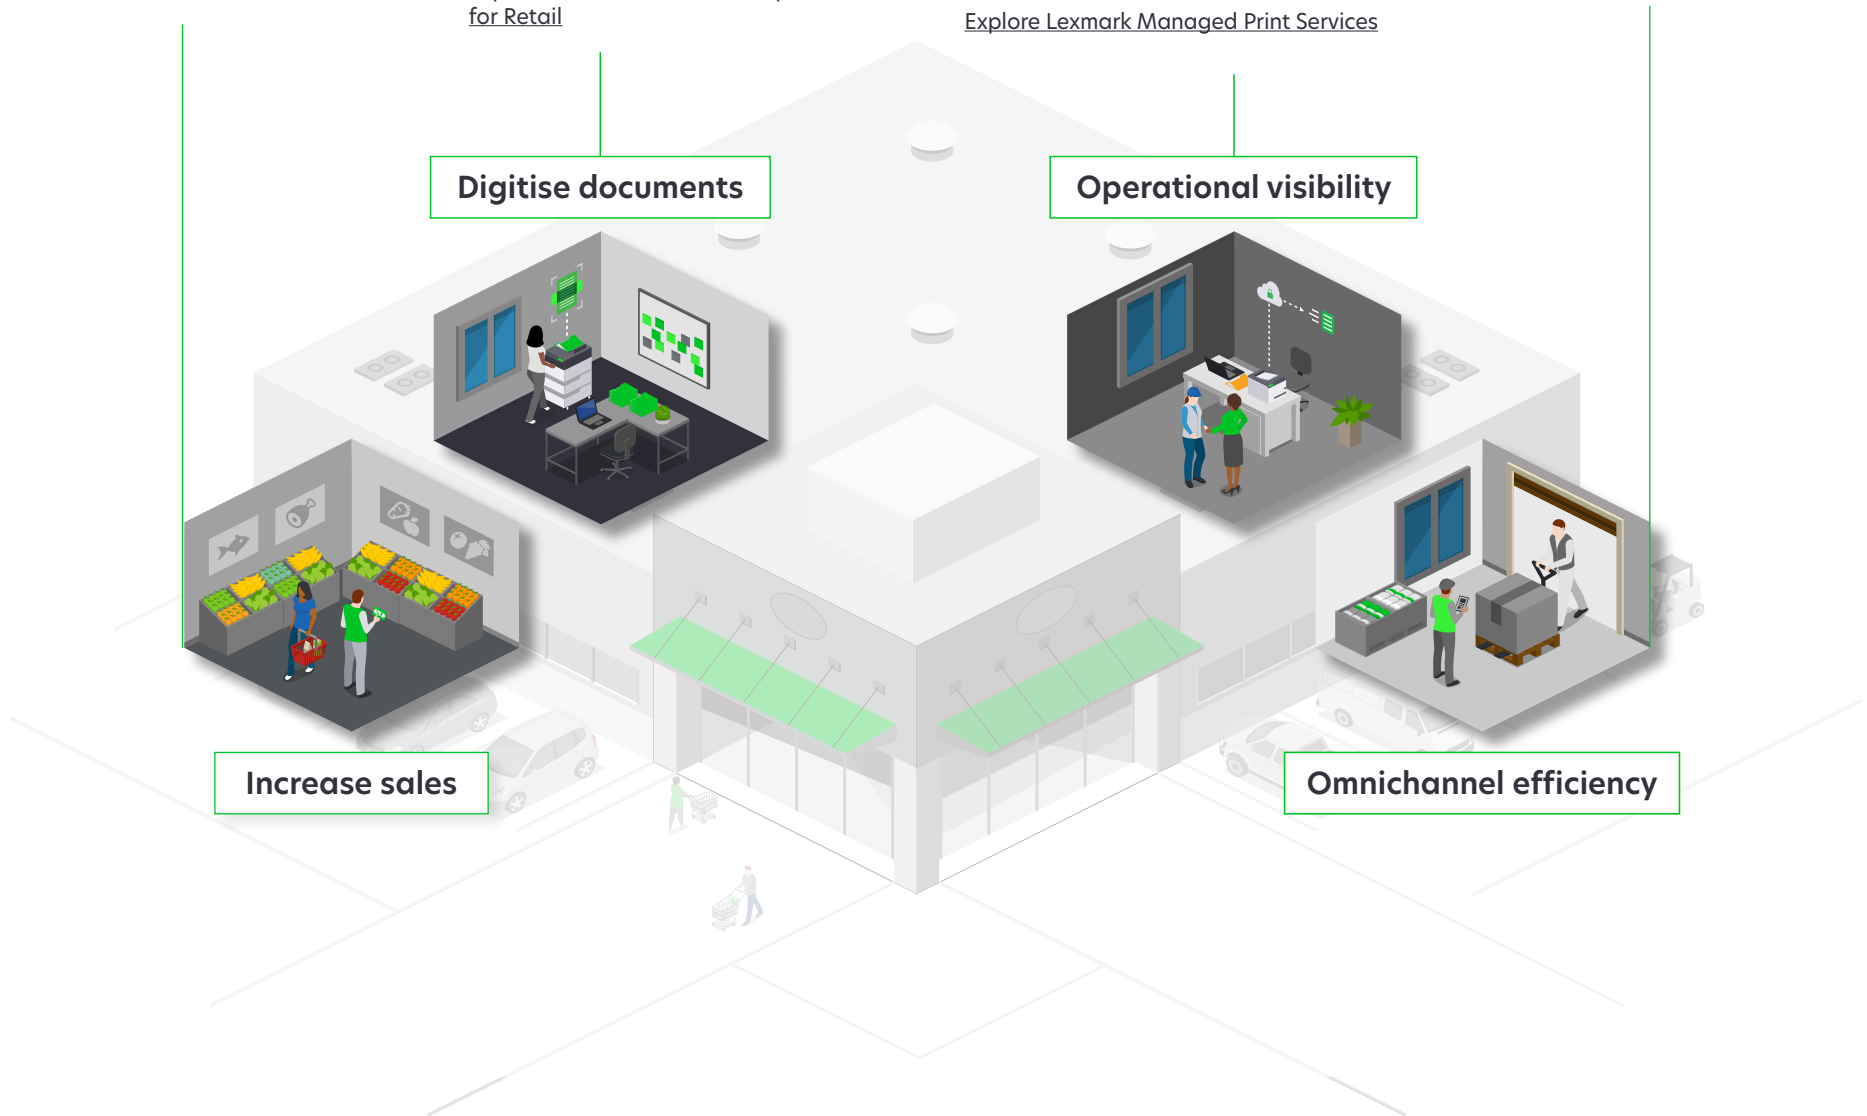 for Retail
Explore Lexmark Managed Print Services
Digitise documents
Operational visibility
Increase sales
Omnichannel efficiency